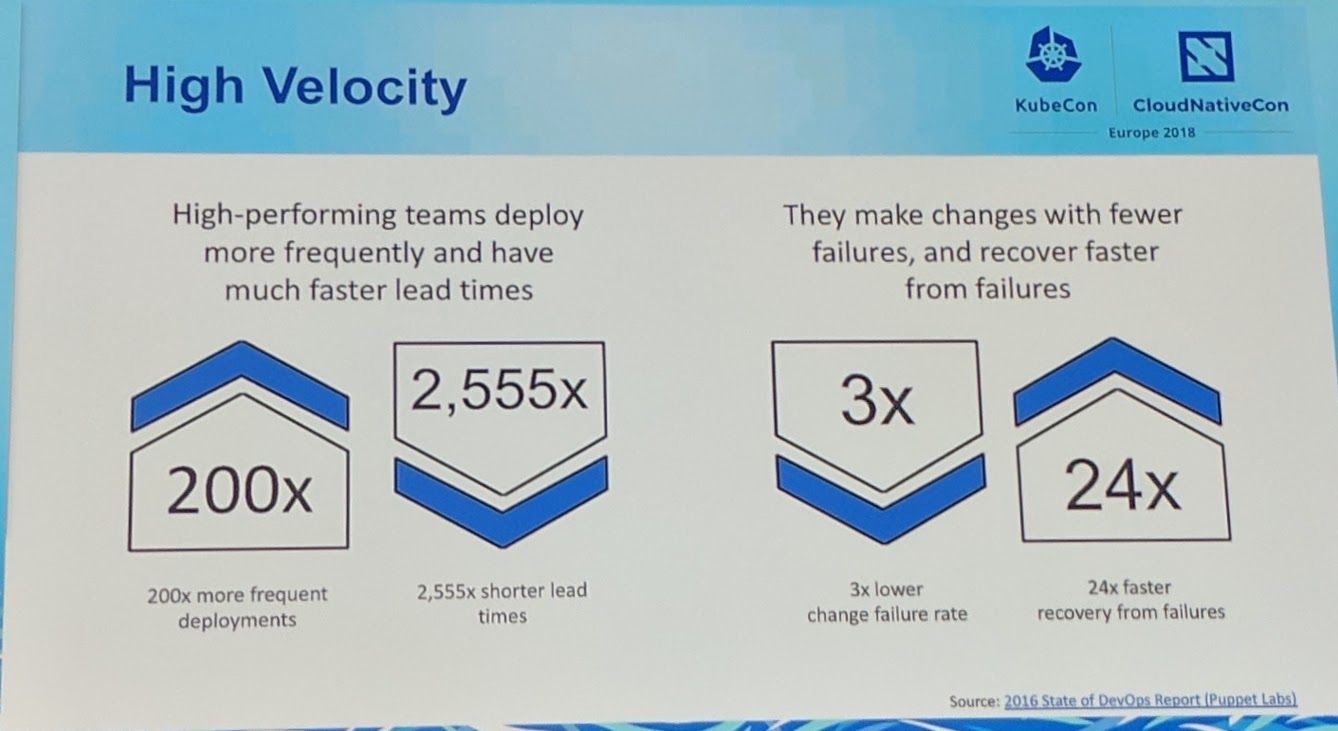 High Velocity
KubeCon
CloudNativeCon
Europe 2018
High-performing teams deploy
more frequently and have
much faster lead times
200x
200x more frequent
deployments
2,555x
2,555x shorter lead
times
They make changes with fewer
failures, and recover faster
from failures
3x
3x lower
change failure rate
24x
24x faster
recovery from failures
Source: 2016 State of DevOps Report (Puppet Labs)